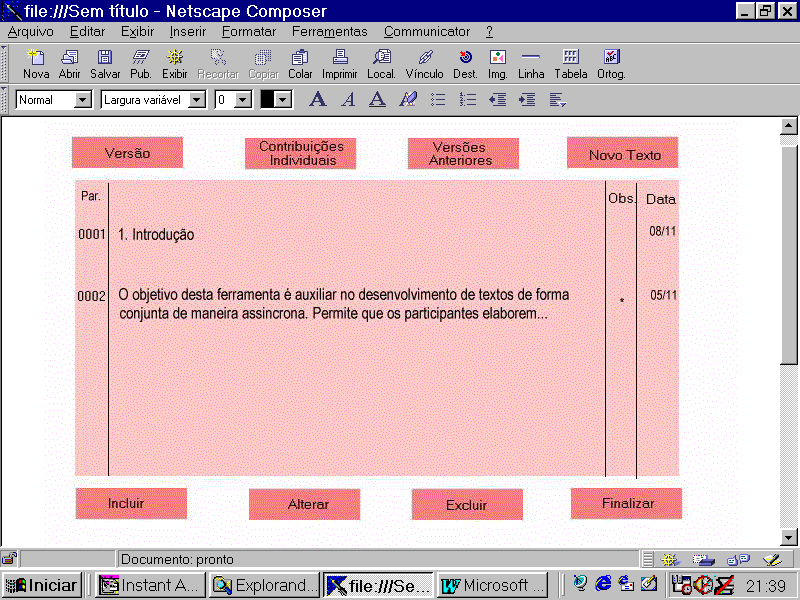 file:///Sem título - Netscape Composer
Arquivo Editar Exibir Inserir Formatar Ferramentas Communicator ?
Nova Abrir Salvar Pub. Exibir Recortar Copiar Colar Imprimir Local. Vínculo Dest. Img. Linha Tabela Ortog.
Normal Largura variável 0
Versão
Contribuições
Individuais
Versões
Anteriores
Novo Texto
Par. Obs. Data
0001 1. Introdução 08/11
0002 O objetivo desta ferramenta é auxiliar no desenvolvimento de textos de forma * 05/11
conjunta de maneira assincrona. Permite que os participantes elaborem...
Incluir Alterar Excluir Finalizar
Documento: pronto
Iniciar Instant A... Explorand... file:///Se... Microsoft ... 21:39